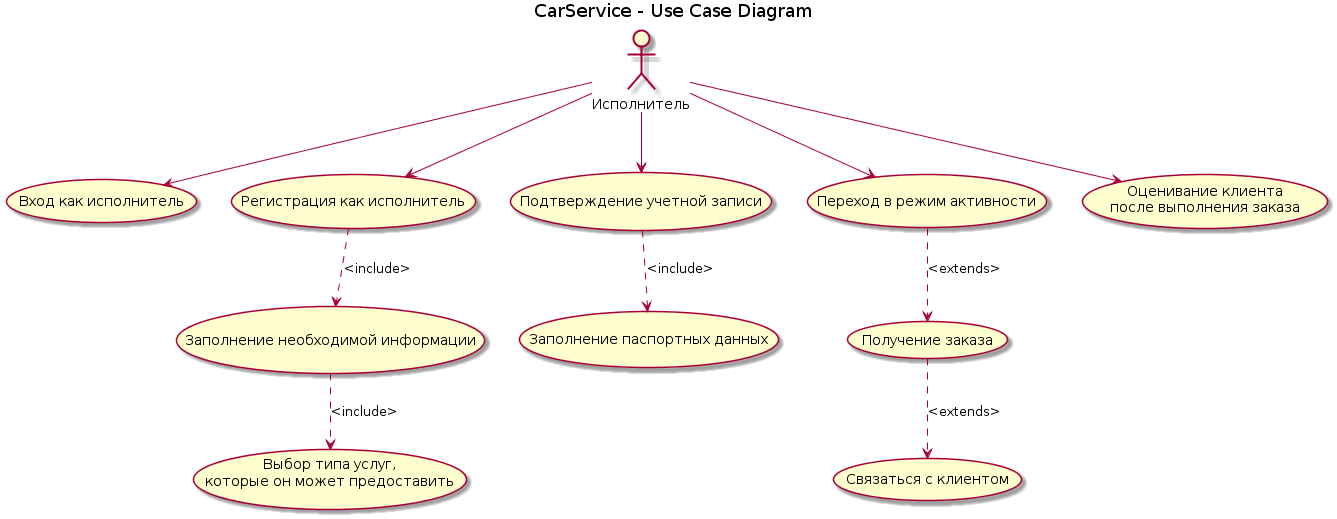 CarService - Use Case Diagram
Исполнитель
Вход как исполнитель
Регистрация как исполнитель
Подтверждение учетной записи
Переход в режим активности
Оценивание клиента
после выполнения заказа
<include>
<include>
<extends>
Заполнение необходимой информации
Заполнение паспортных данных
Получение заказа
<include>
<extends>
Выбор типа услуг,
которые он может предоставить
Связаться с клиентом